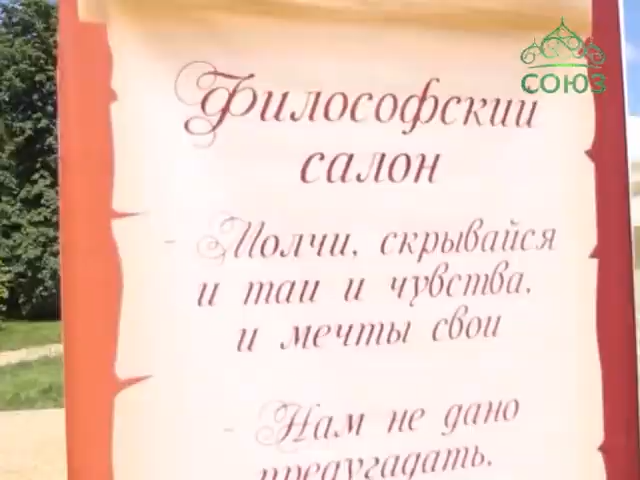 СОЮЗ
Философский
салон
- Молчи, скрывайся
и таи и чувства,
и мечты свои
- Нам не дано
предугадать,